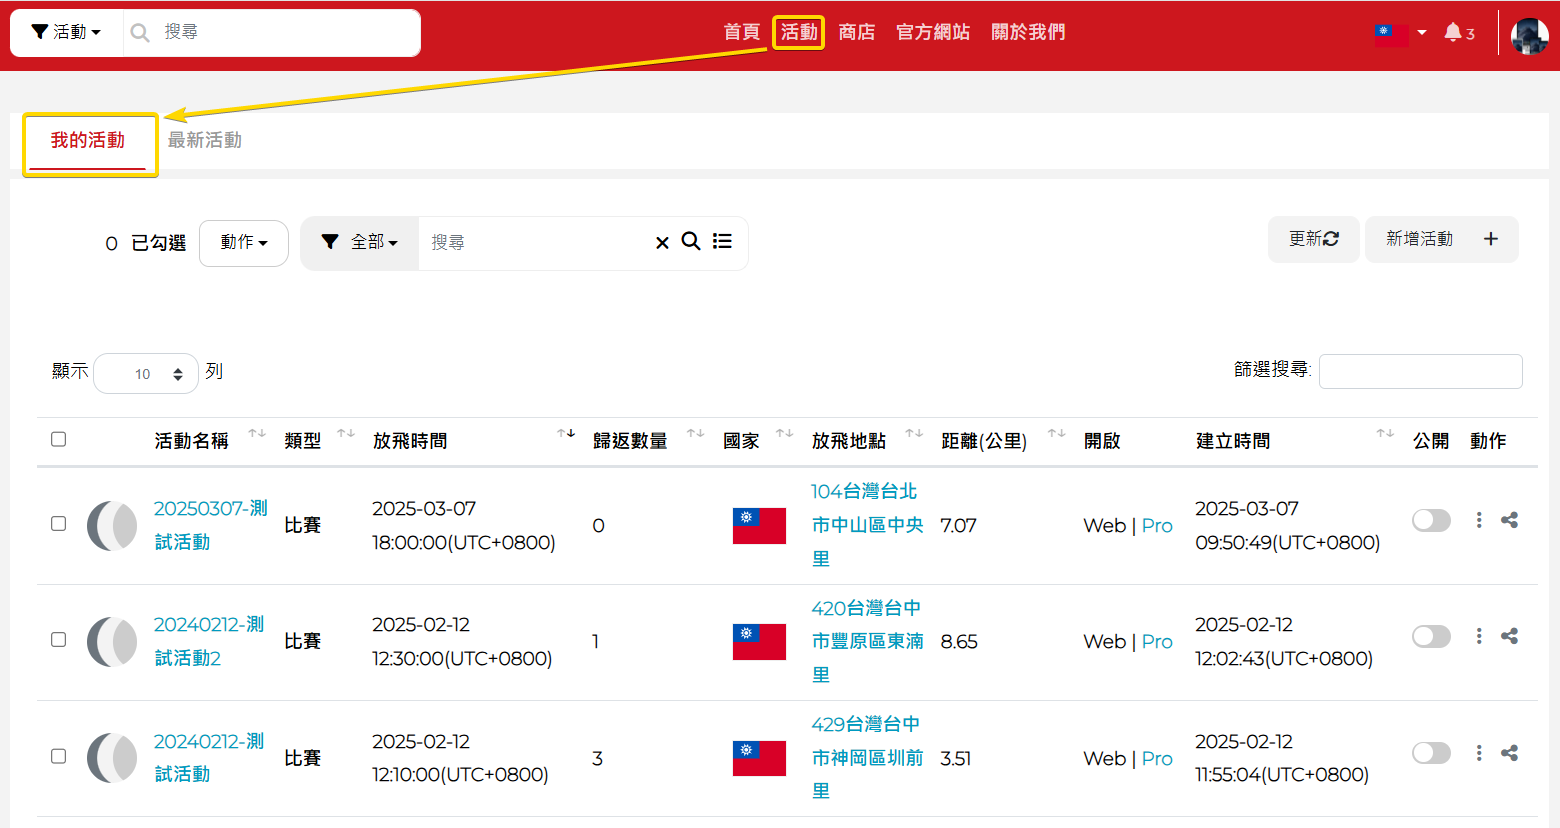 活動 搜尋 首頁 活動 商店 官方網站 關於我們 3
我的活動 最新活動
0 已勾選 動作 全部 搜尋 更新 新增活動 +
顯示 10 列 篩選搜尋:
活動名稱 類型 放飛時間 歸返數量 國家 放飛地點 距離(公里) 開啟 建立時間 公開 動作
20250307-測
試活動
比賽
2025-03-07
18:00:00(UTC+0800)
0
104台灣台北
市中山區中央
里
7.07
Web | Pro
2025-03-07
09:50:49(UTC+0800)
20240212-測
試活動2
比賽
2025-02-12
12:30:00(UTC+0800)
1
420台灣台中
市豐原區東湳
里
8.65
Web | Pro
2025-02-12
12:02:43(UTC+0800)
20240212-測
試活動
比賽
2025-02-12
12:10:00(UTC+0800)
3
429台灣台中
市神岡區圳前
里
3.51
Web | Pro
2025-02-12
11:55:04(UTC+0800)